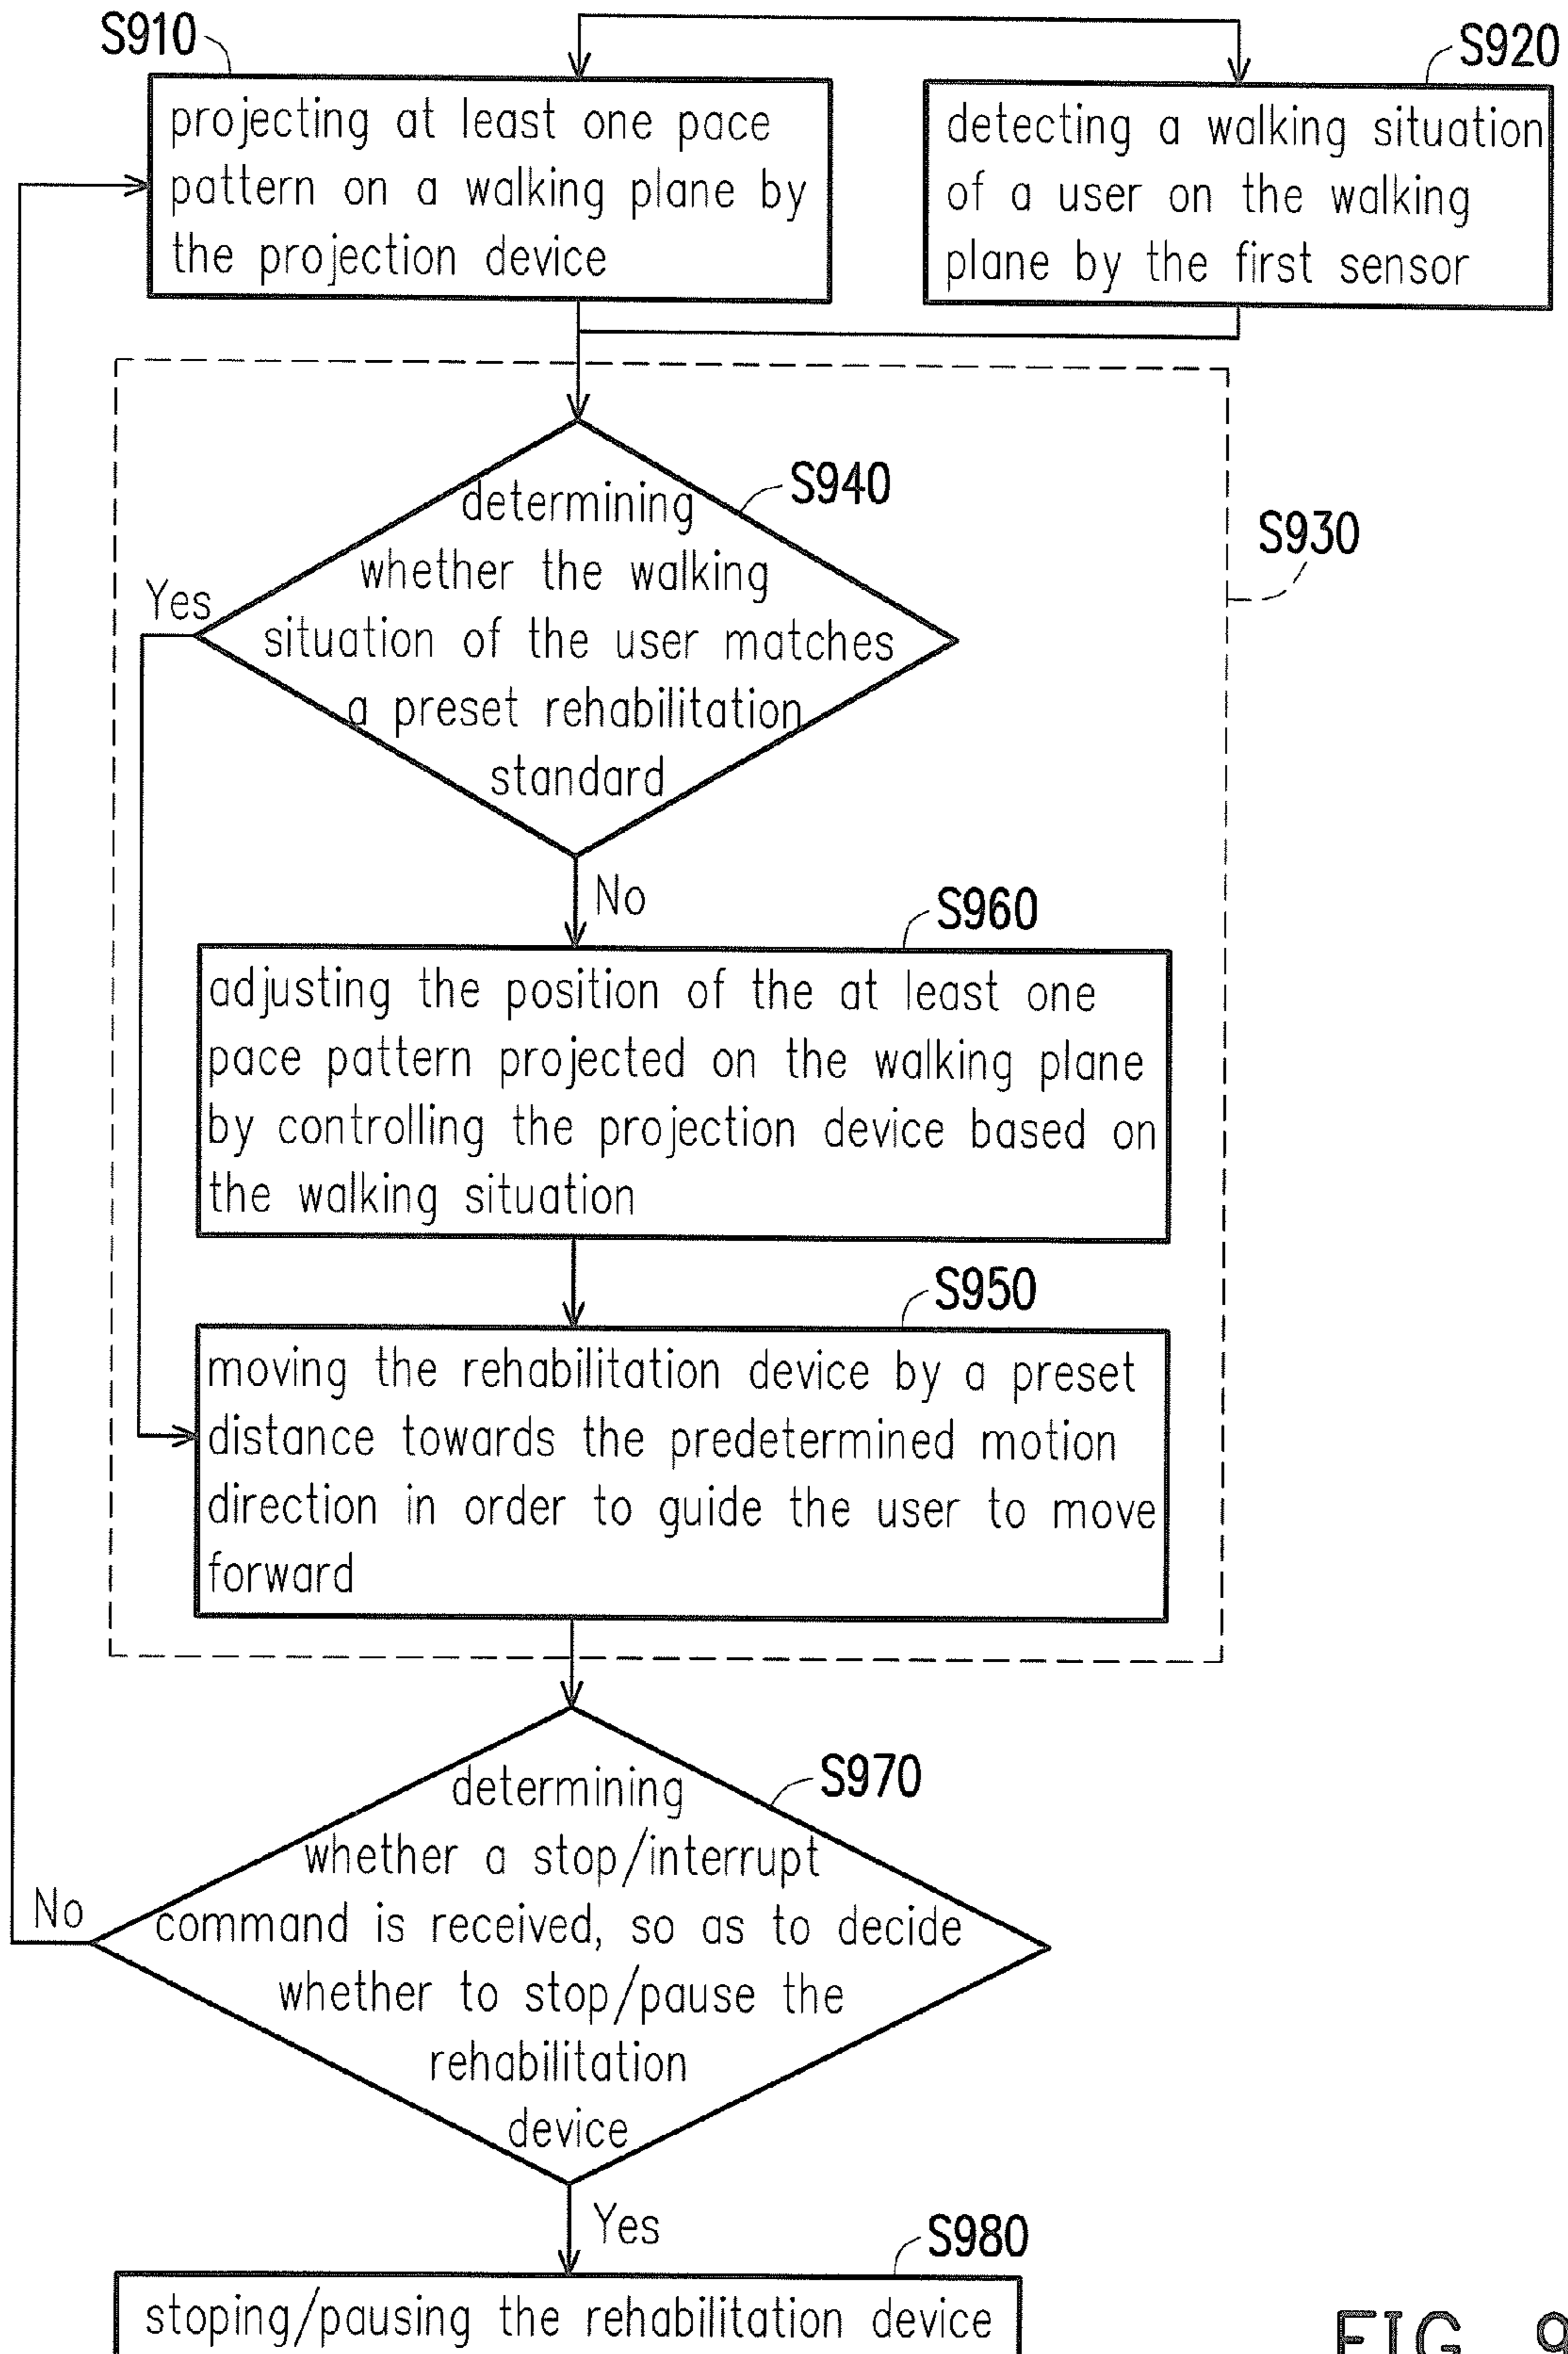 S910
projecting at least one pace
pattern on a walking plane by
the projection device
S920
detecting a walking situation
of a user on the walking
plane by the first sensor
S940
determining
whether the walking
situation of the user matches
a preset rehabilitation
standard
S930
Yes
No
S960
adjusting the position of the at least one
pace pattern projected on the walking plane
by controlling the projection device based on
the walking situation
S950
moving the rehabilitation device by a preset
distance towards the predetermined motion
direction in order to guide the user to move
forward
S970
determining
whether a stop/interrupt
command is received, so as to decide
whether to stop/pause the
rehabilitation
device
No
Yes
S980
stoping/pausing the rehabilitation device
FIG. 9